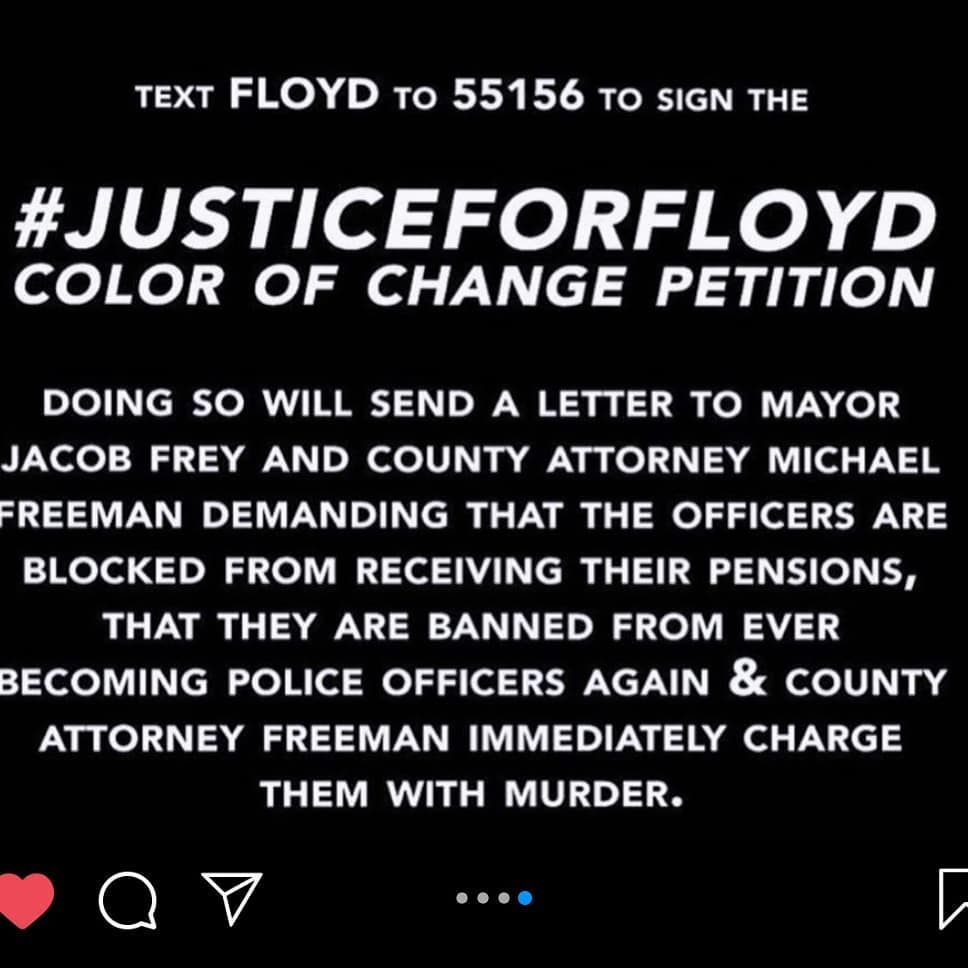 TEXT FLOYD TO 55156 TO SIGN THE
#JUSTICEFORFLOYD
COLOR OF CHANGE PETITION
DOING SO WILL SEND A LETTER TO MAYOR
JACOB FREY AND COUNTY ATTORNEY MICHAEL
FREEMAN DEMANDING THAT THE OFFICERS ARE
BLOCKED FROM RECEIVING THEIR PENSIONS,
THAT THEY ARE BANNED FROM EVER
BECOMING POLICE OFFICERS AGAIN & COUNTY
ATTORNEY FREEMAN IMMEDIATELY CHARGE
THEM WITH MURDER.